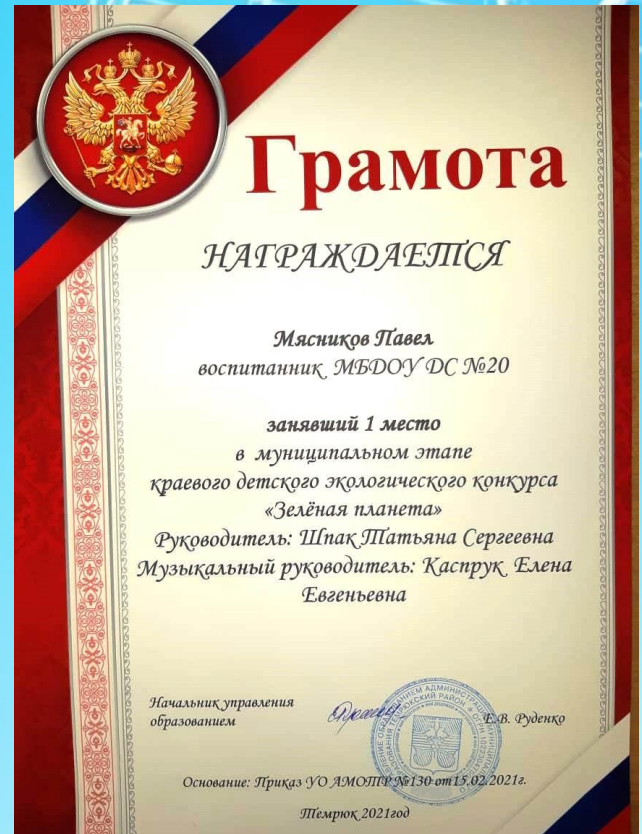 Грамота
НАГРАЖДАЕТСЯ
Мясников Павел
воспитанник МБДОУ ДС №20
занявший 1 место
в муниципальном этапе
краевого детского экологического конкурса
«Зелёная планета»
Руководитель: Шпак Татьяна Сергеевна
Музыкальный руководитель: Каспрук Елена
Евгеньевна
Начальник управления
образованием
Е.В. Руденко
Основание: Приказ УО АМОТР №130 от15.02.2021г.
Темрюк 2021год